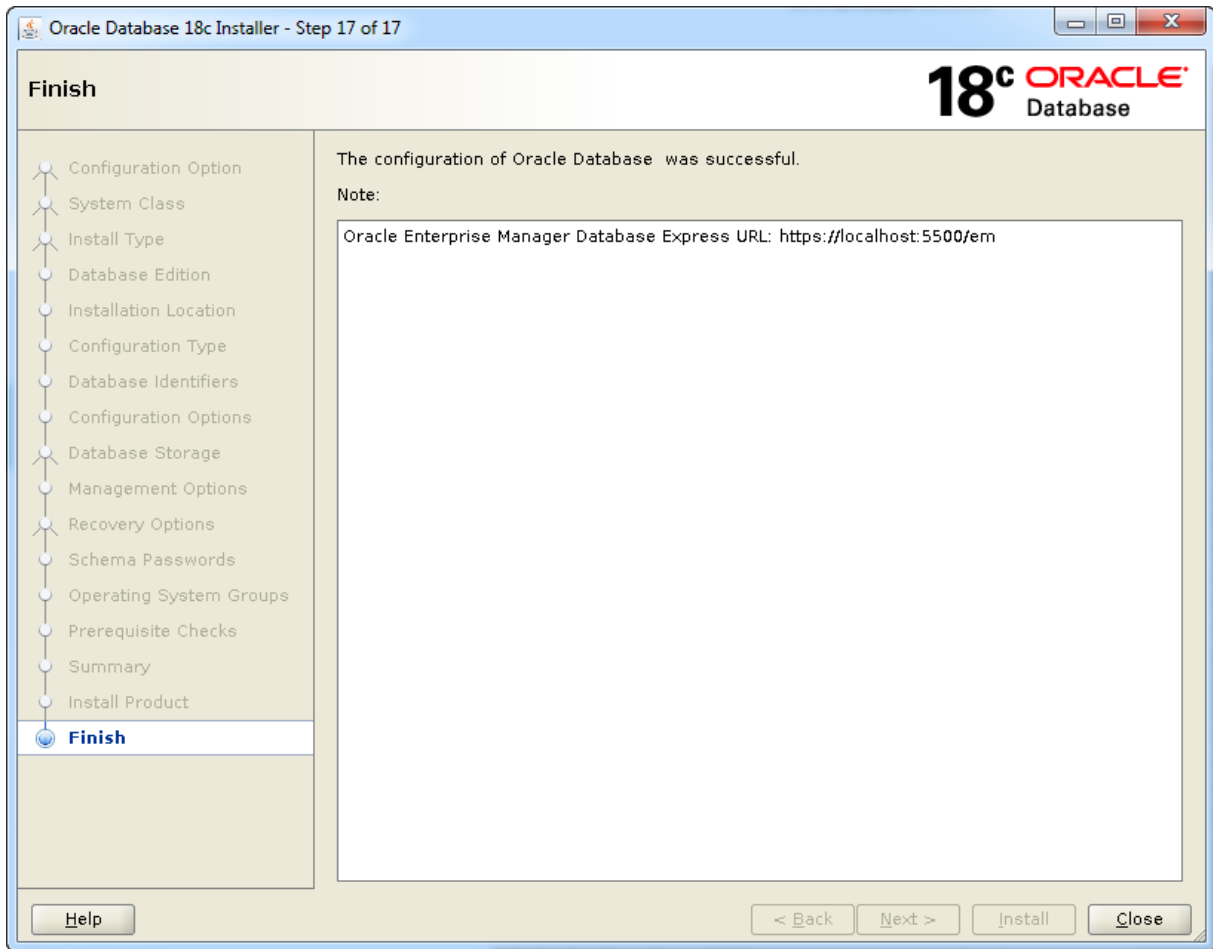 Oracle Database 18c Installer - Step 17 of 17
Finish
18c ORACLE
Database
Configuration Option
System Class
Install Type
Database Edition
Installation Location
Configuration Type
Database Identifiers
Configuration Options
Database Storage
Management Options
Recovery Options
Schema Passwords
Operating System Groups
Prerequisite Checks
Summary
Install Product
Finish
The configuration of Oracle Database  was successful.
Note:
Oracle Enterprise Manager Database Express URL: https://localhost:5500/em
Help
< Back
Next >
Install
Close